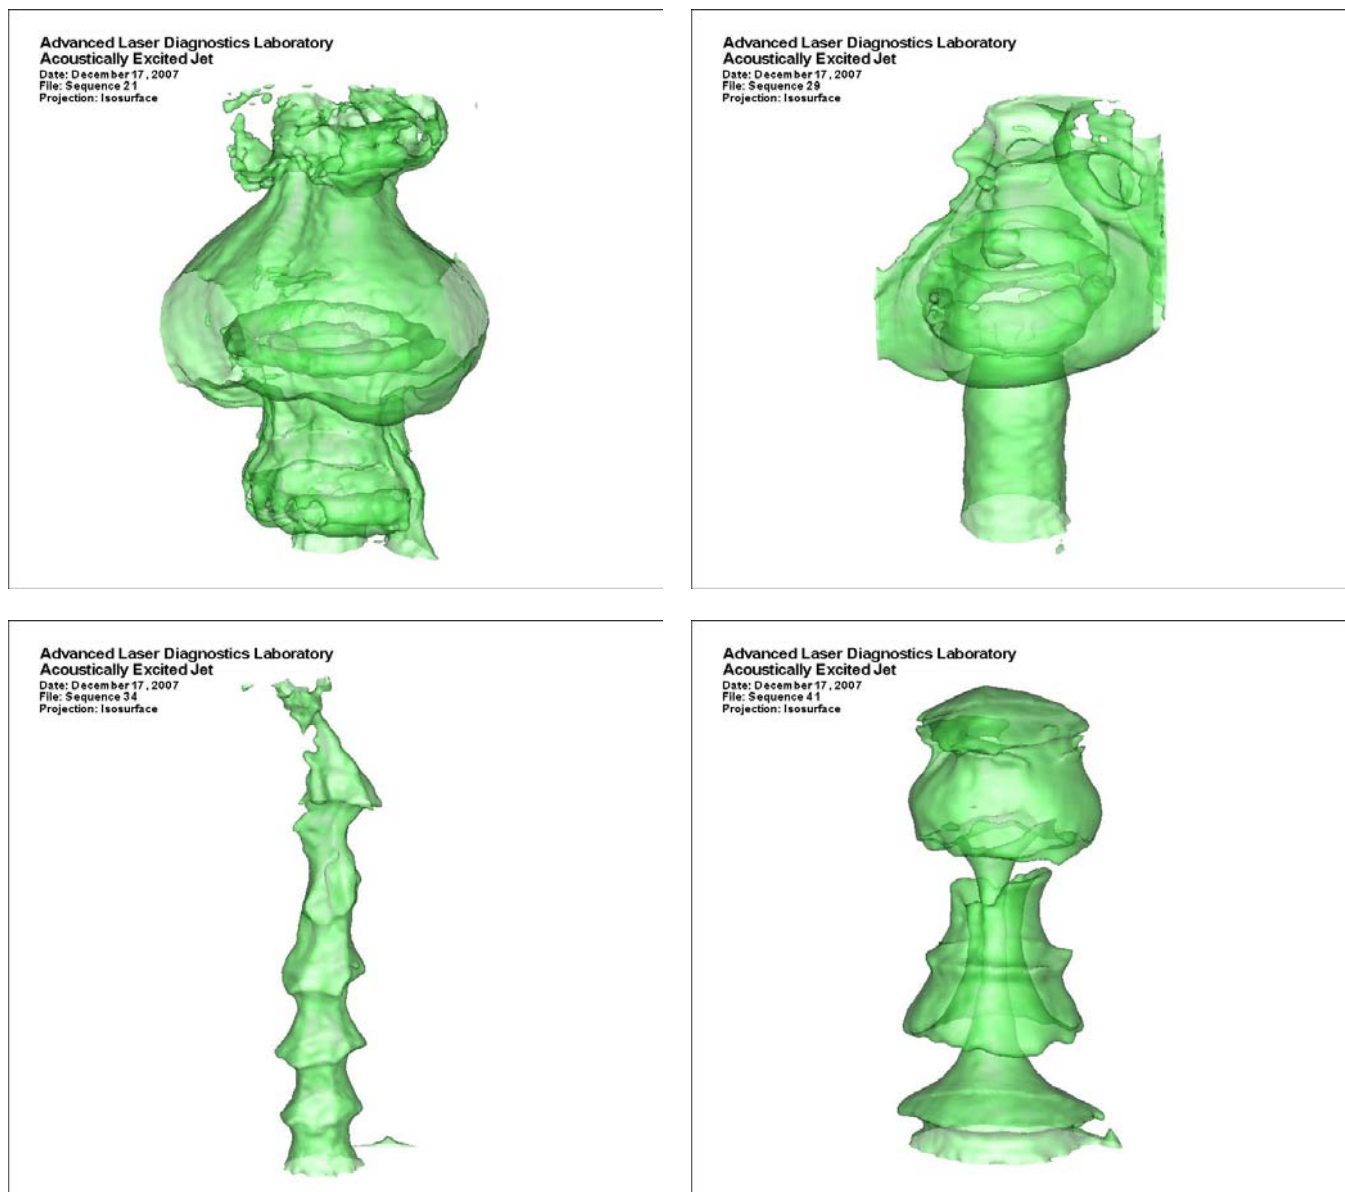 Advanced Laser Diagnostics Laboratory
Acoustically Excited Jet
Date: December 17, 2007
File: Sequence 21
Projection: Isosurface
Advanced Laser Diagnostics Laboratory
Acoustically Excited Jet
Date: December 17, 2007
File: Sequence 29
Projection: Isosurface
Advanced Laser Diagnostics Laboratory
Acoustically Excited Jet
Date: December 17, 2007
File: Sequence 34
Projection: Isosurface
Advanced Laser Diagnostics Laboratory
Acoustically Excited Jet
Date: December 17, 2007
File: Sequence 41
Projection: Isosurface